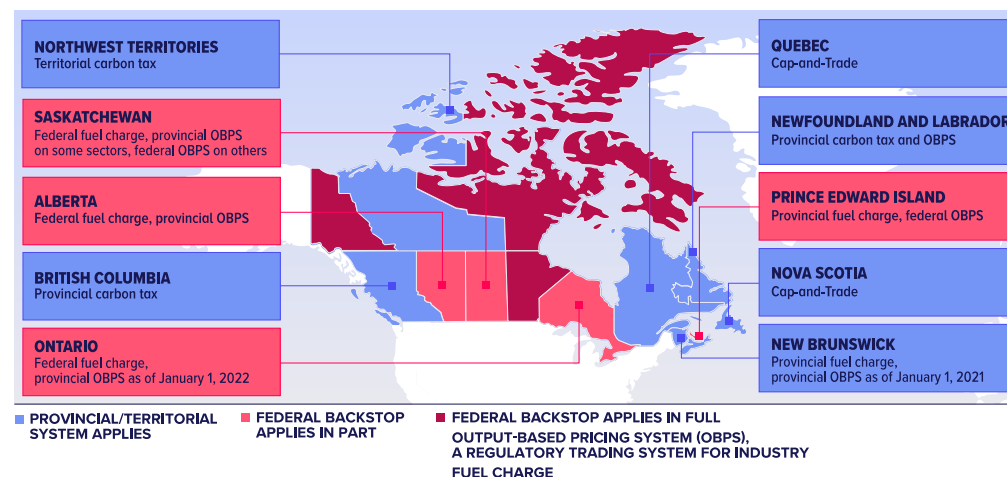 NORTHWEST TERRITORIES
Territorial carbon tax
SASKATCHEWAN
Federal fuel charge, provincial OBPS
on some sectors, federal OBPS on others
ALBERTA
Federal fuel charge, provincial OBPS
BRITISH COLUMBIA
Provincial carbon tax
ONTARIO
Federal fuel charge,
provincial OBPS as of January 1, 2022
QUEBEC
Cap-and-Trade
NEWFOUNDLAND AND LABRADOR
Provincial carbon tax and OBPS
PRINCE EDWARD ISLAND
Provincial fuel charge, federal OBPS
NOVA SCOTIA
Cap-and-Trade
NEW BRUNSWICK
Provincial fuel charge,
provincial OBPS as of January 1, 2021
PROVINCIAL/TERRITORIAL
SYSTEM APPLIES
FEDERAL BACKSTOP
APPLIES IN PART
FEDERAL BACKSTOP APPLIES IN FULL
OUTPUT-BASED PRICING SYSTEM (OBPS),
A REGULATORY TRADING SYSTEM FOR INDUSTRY
FUEL CHARGE